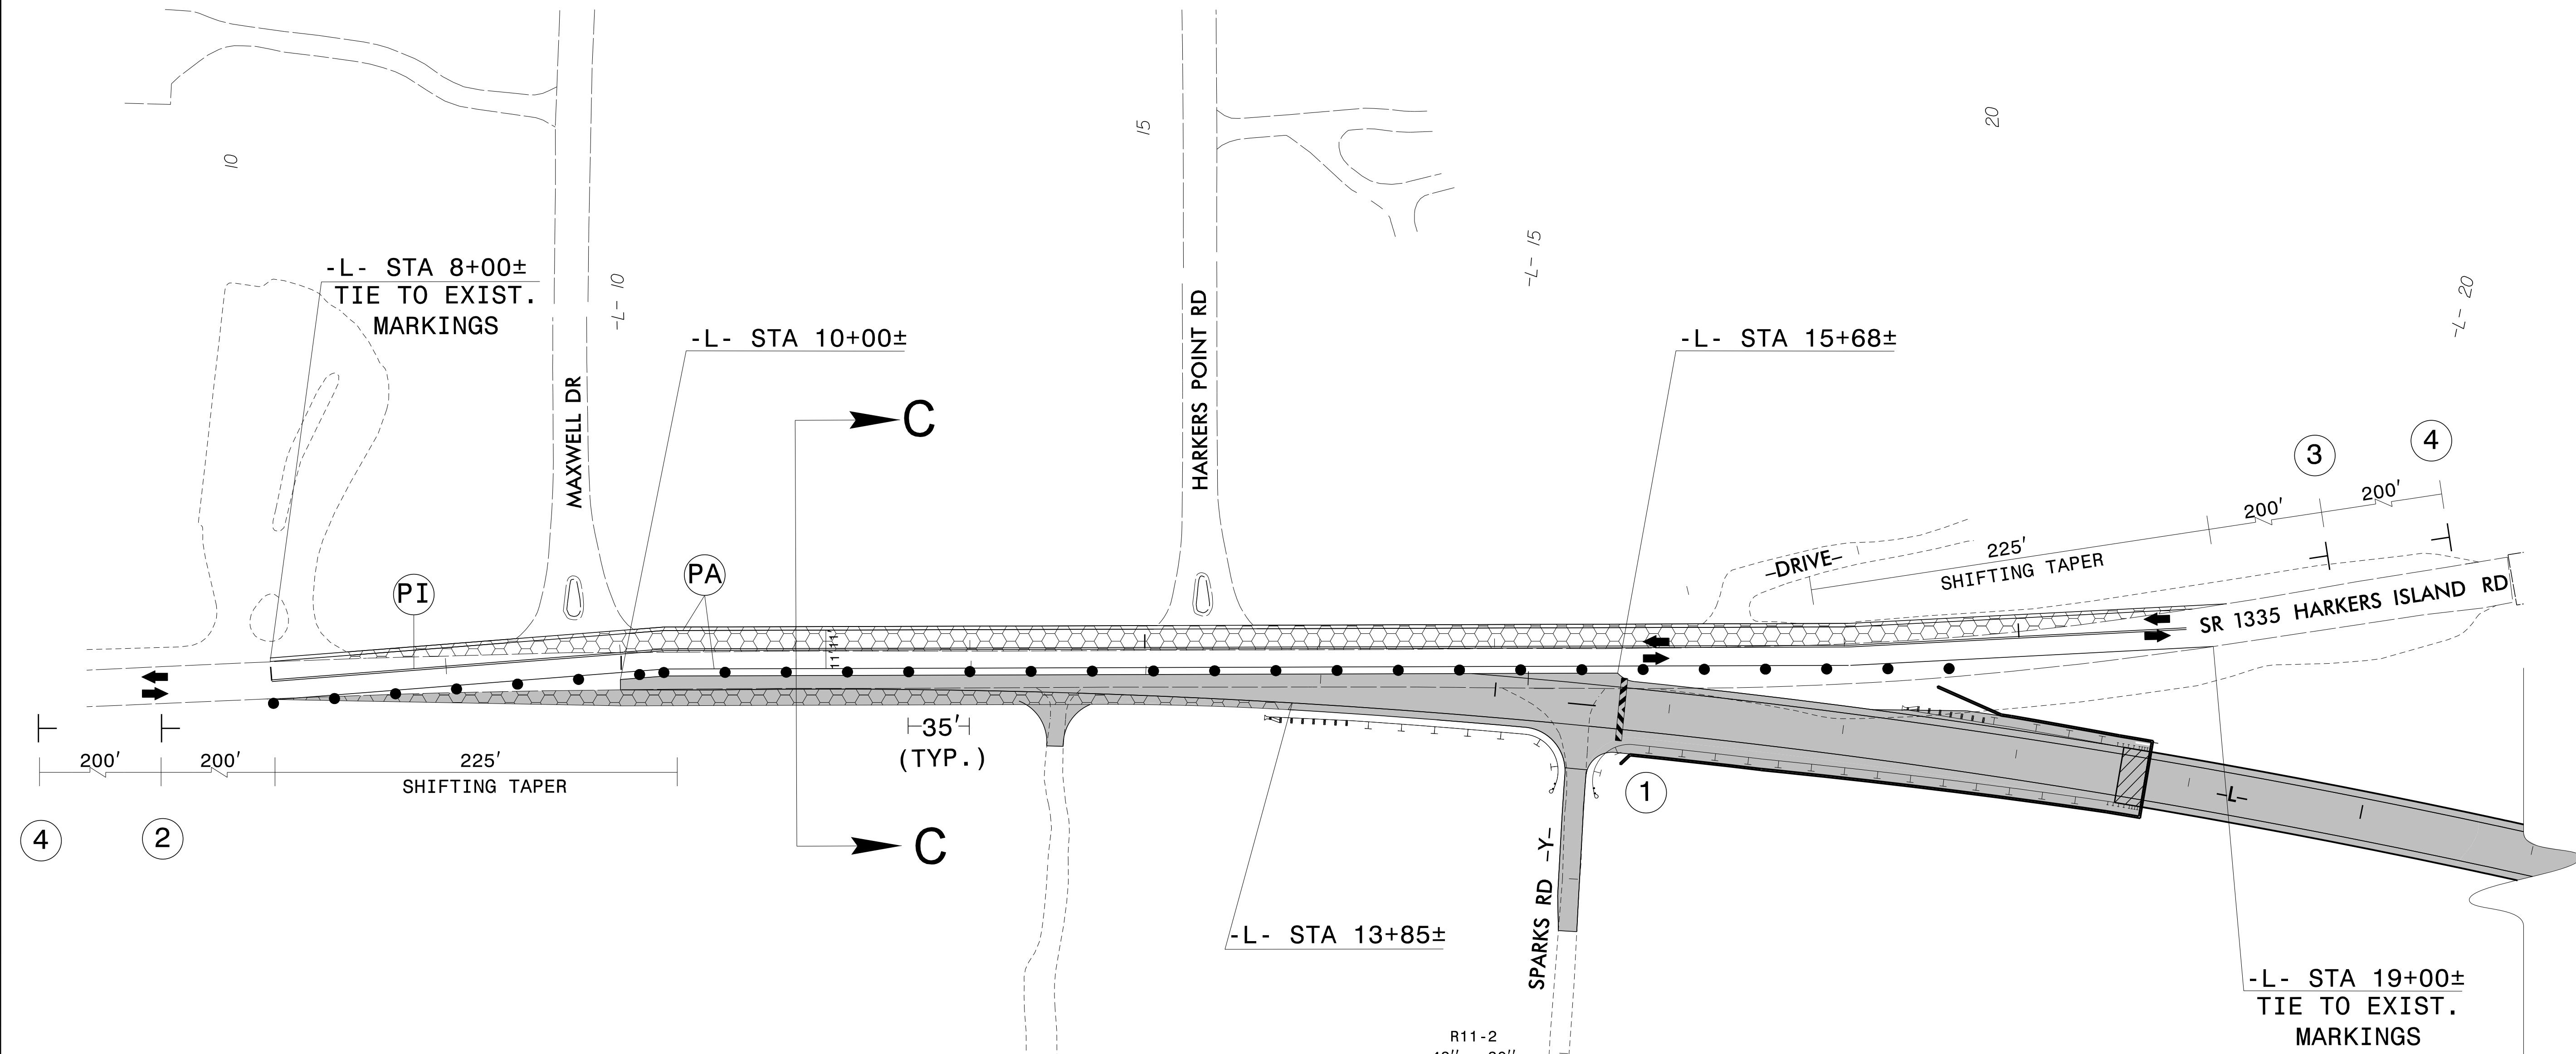 10
15
20
-L- 10
-L- 15
-L- 20
-L- STA 8+00±
TIE TO EXIST.
MARKINGS
-L- STA 10+00±
-L- STA 15+68±
MAXWELL DR
HARKERS POINT RD
C
3
4
200'
200'
225'
SHIFTING TAPER
-DRIVE-
SR 1335 HARKERS ISLAND RD
PI
PA
11'
11'
35'
(TYP.)
200'
200'
225'
SHIFTING TAPER
4
2
C
1
-L-
SPARKS RD -Y-
-L- STA 13+85±
-L- STA 19+00±
TIE TO EXIST.
MARKINGS
R11-2